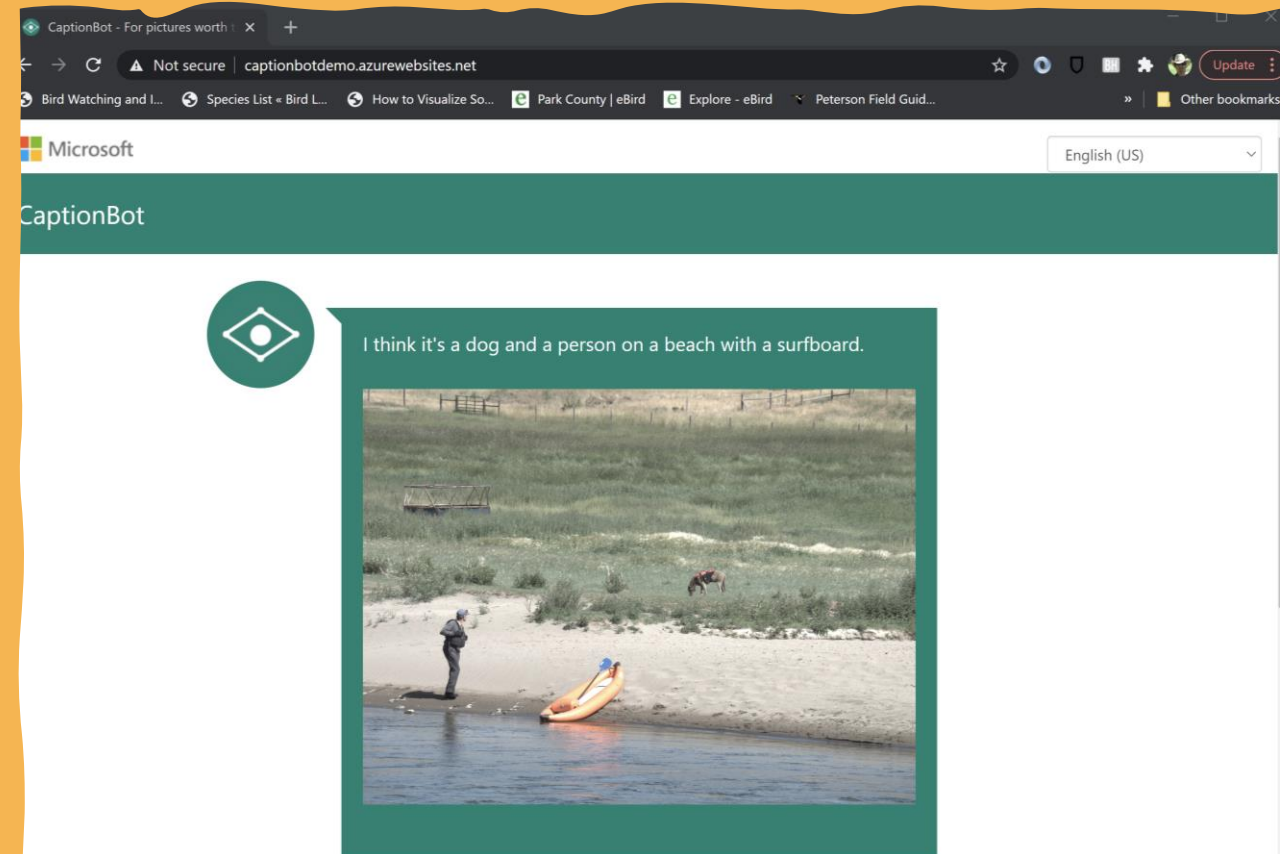 CaptionBot - For pictures worth t
Not secure | captionbotdemo.azurewebsites.net Update
Bird Watching and I... Species List « Bird L... How to Visualize So... Park County | eBird Explore - eBird Peterson Field Guid... » Other bookmarks
Microsoft English (US)
CaptionBot
I think it's a dog and a person on a beach with a surfboard.